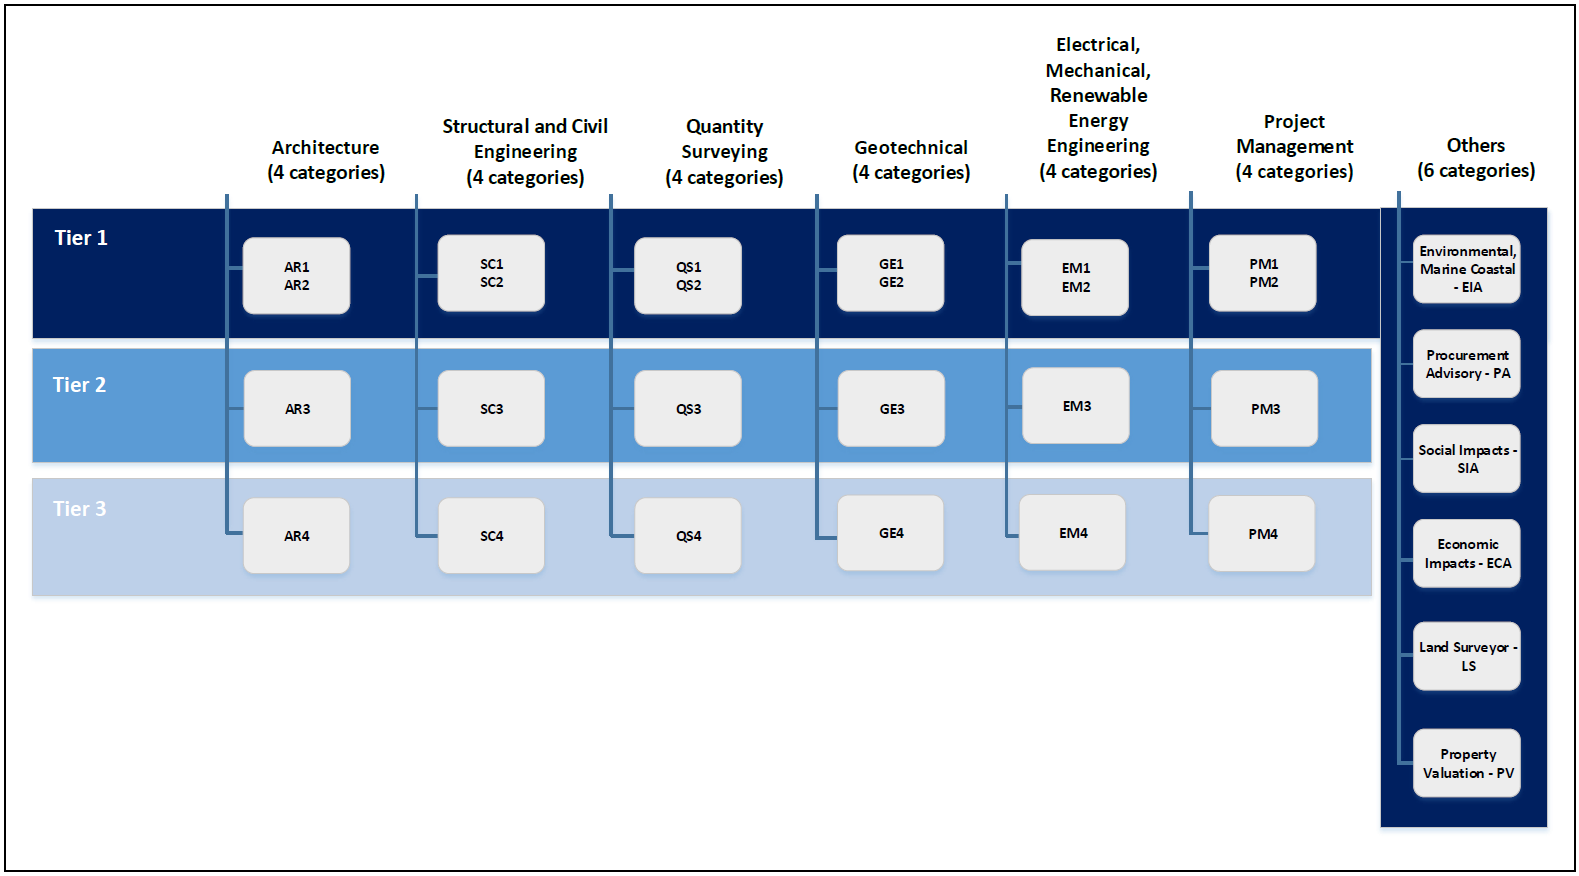 Architecture
(4 categories)
Structural and Civil
Engineering
(4 categories)
Quantity
Surveying
(4 categories)
Geotechnical
(4 categories)
Electrical,
Mechanical,
Renewable
Energy
Engineering
(4 categories)
Project
Management
(4 categories)
Others
(6 categories)
Tier 1
AR1
AR2
SC1
SC2
QS1
QS2
GE1
GE2
EM1
EM2
PM1
PM2
Tier 2
AR3
SC3
QS3
GE3
EM3
PM3
Tier 3
AR4
SC4
QS4
GE4
EM4
PM4
Environmental,
Marine Coastal
- EIA
Procurement
Advisory - PA
Social Impacts -
SIA
Economic
Impacts - ECA
Land Surveyor -
LS
Property
Valuation - PV